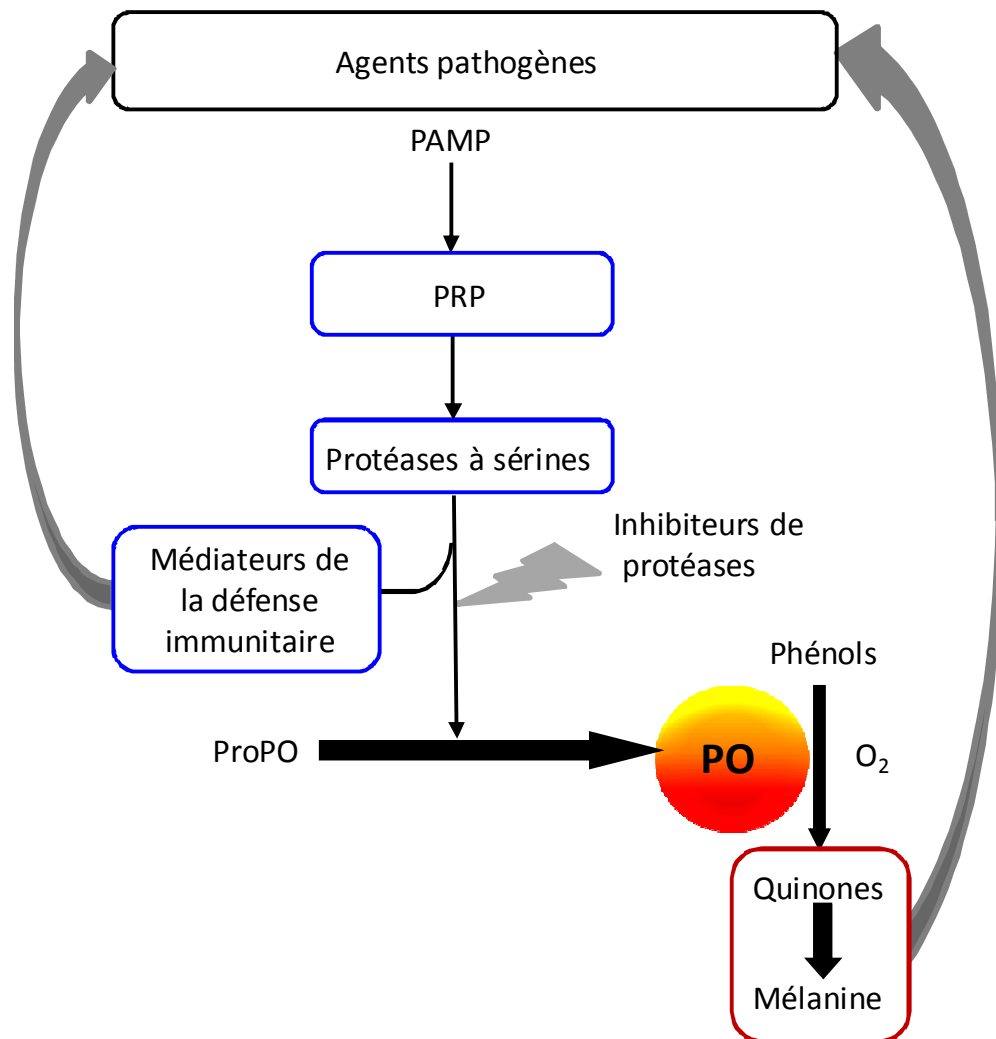 Agents pathogènes
PAMP
PRP
Protéases à sérines
Inhibiteurs de
protéases
Médiateurs de
la défense
immunitaire
Phénols
ProPO
PO
O₂
Quinones
Mélanine